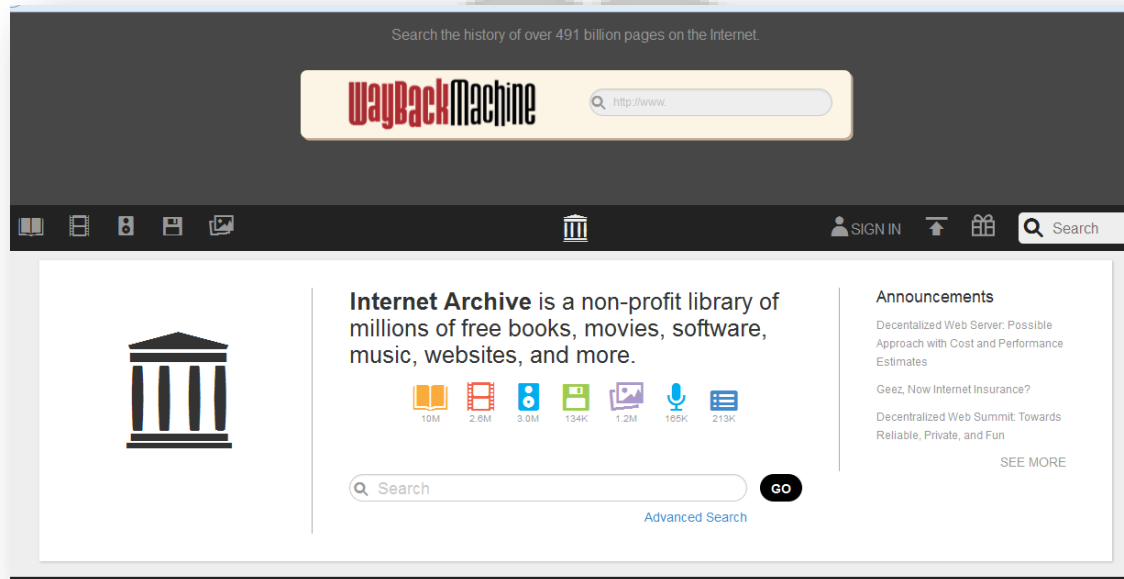 Search the history of over 491 billion pages on the Internet.
WayBackMachine
http://www.
SIGN IN
Search
Internet Archive is a non-profit library of
millions of free books, movies, software,
music, websites, and more.
10M 2.6M 3.0M 134K 1.2M 165K 213K
Search
GO
Advanced Search
Announcements
Decentalized Web Server: Possible
Approach with Cost and Performance
Estimates
Geez, Now Internet Insurance?
Decentralized Web Summit: Towards
Reliable, Private, and Fun
SEE MORE